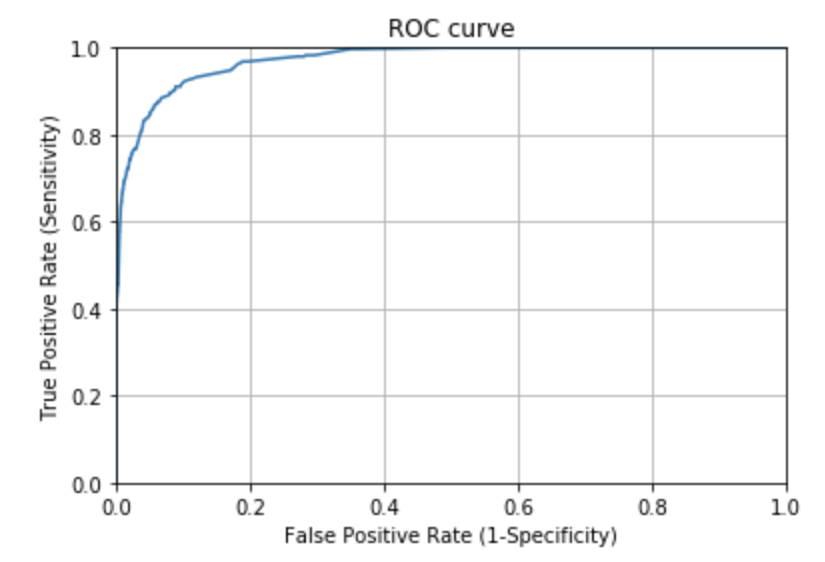 ROC curve
1.0
0.8
0.6
0.4
0.2
0.0
True Positive Rate (Sensitivity)
0.0 0.2 0.4 0.6 0.8 1.0
False Positive Rate (1-Specificity)